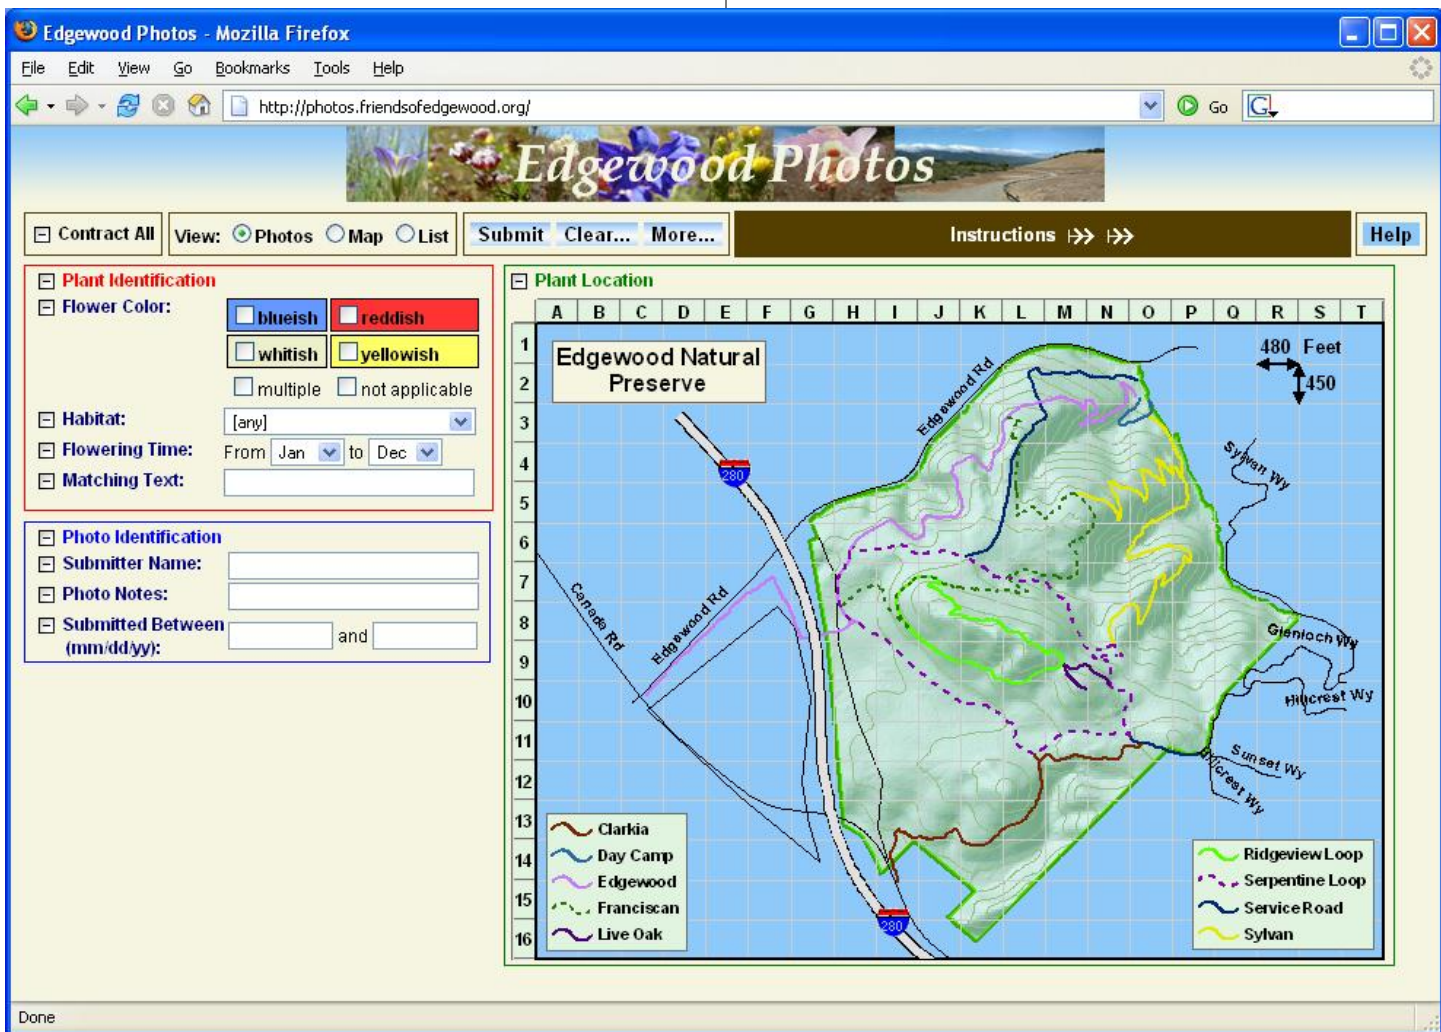 Edgewood Photos - Mozilla Firefox
File Edit View Go Bookmarks Tools Help
http://photos.friendsofedgewood.org/ Go G
Edgewood Photos
Contract All View: Photos Map List Submit Clear... More... Instructions Help
Plant Identification
Flower Color: blueish reddish
whitish yellowish
multiple not applicable
Habitat: [any]
Flowering Time: From Jan to Dec
Matching Text:
Photo Identification
Submitter Name:
Photo Notes:
Submitted Between and
(mm/dd/yy):
Plant Location
A B C D E F G H I J K L M N O P Q R S T
1
2
3
4
5
6
7
8
9
10
11
12
13
14
15
16
Edgewood Natural
Preserve
480 Feet
450
Edgewood Rd
280
Sylvan Wy
Canada Rd
Edgewood Rd
Glenloch Wy
Hillcrest Wy
Sunset Wy
Hillcrest Wy
280
Clarkia
Day Camp
Edgewood
Franciscan
Live Oak
Ridgeview Loop
Serpentine Loop
Service Road
Sylvan
Done